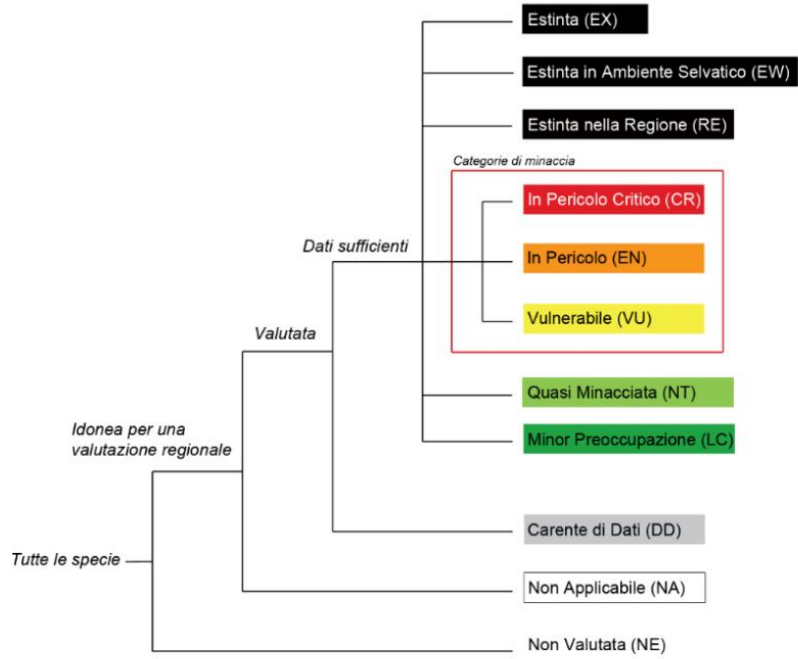 Estinta (EX)
Estinta in Ambiente Selvatico (EW)
Estinta nella Regione (RE)
Categorie di minaccia
In Pericolo Critico (CR)
Dati sufficienti
In Pericolo (EN)
Vulnerabile (VU)
Valutata
Quasi Minacciata (NT)
Idonea per una
valutazione regionale
Minor Preoccupazione (LC)
Carente di Dati (DD)
Tutte le specie
Non Applicabile (NA)
Non Valutata (NE)